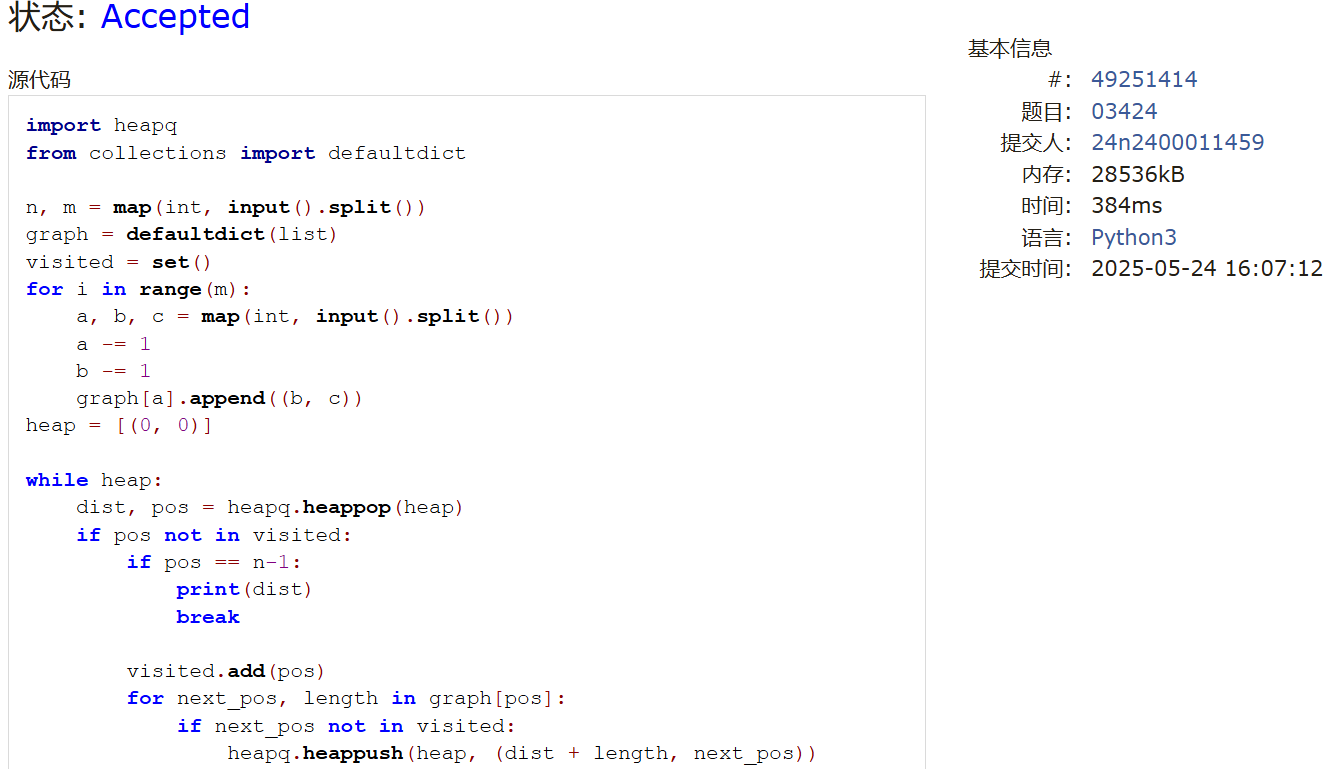 状态: Accepted
源代码
import heapq
from collections import defaultdict
n, m = map(int, input().split())
graph = defaultdict(list)
visited = set()
for i in range(m):
    a, b, c = map(int, input().split())
    a -= 1
    b -= 1
    graph[a].append((b, c))
heap = [(0, 0)]
while heap:
    dist, pos = heapq.heappop(heap)
    if pos not in visited:
        if pos == n-1:
            print(dist)
            break
        visited.add(pos)
        for next_pos, length in graph[pos]:
            if next_pos not in visited:
                heapq.heappush(heap, (dist + length, next_pos))
基本信息
#: 49251414
题目: 03424
提交人: 24n2400011459
内存: 28536kB
时间: 384ms
语言: Python3
提交时间: 2025-05-24 16:07:12